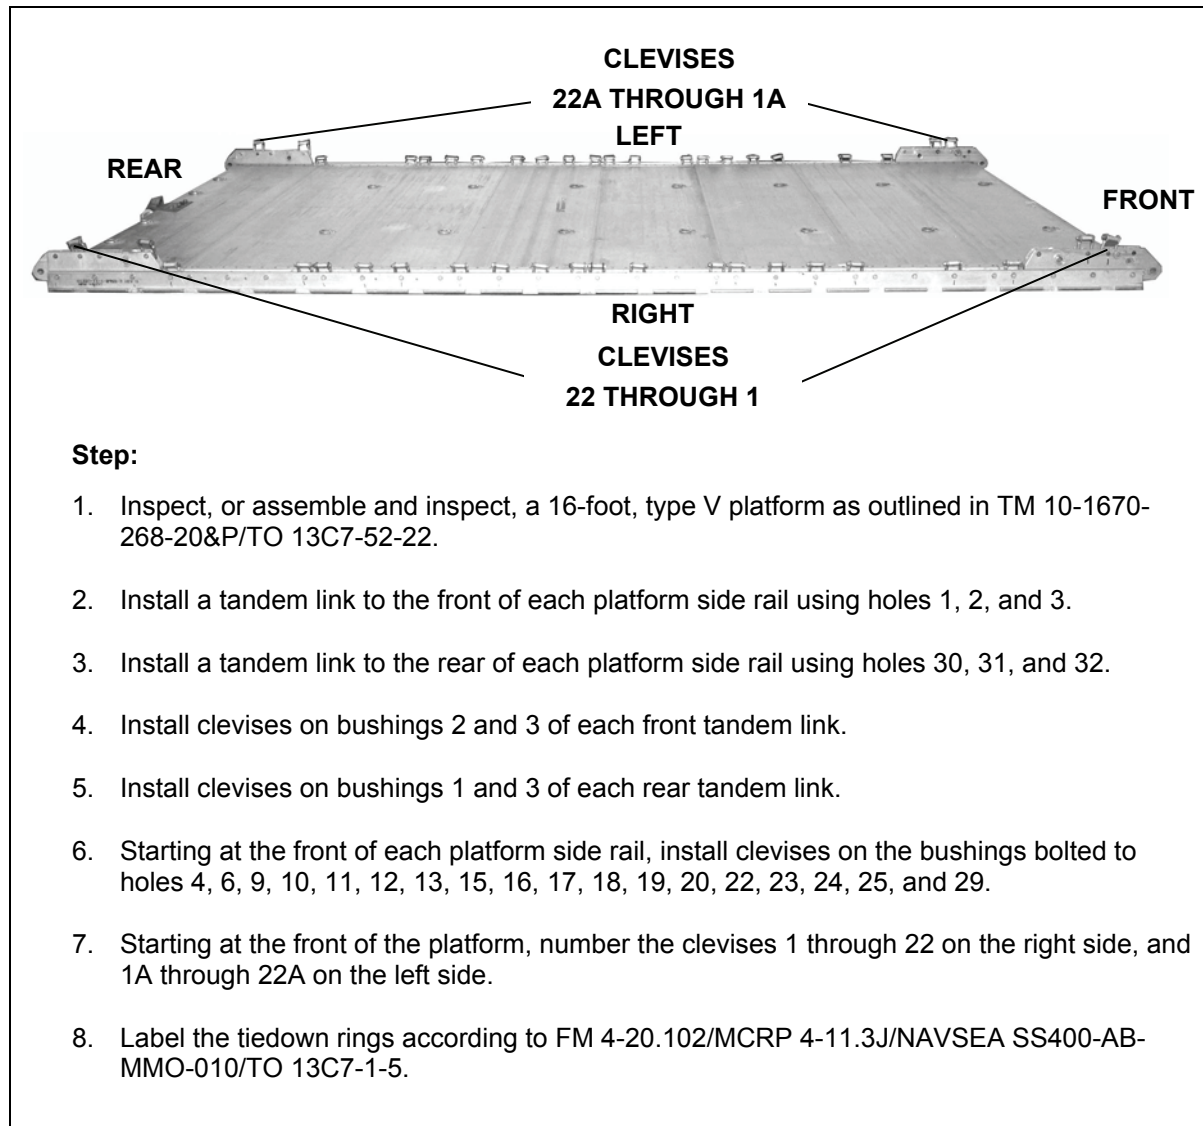 CLEVISES
22A THROUGH 1A
LEFT
REAR
FRONT
RIGHT
CLEVISES
22 THROUGH 1
Step:
1. Inspect, or assemble and inspect, a 16-foot, type V platform as outlined in TM 10-1670-
268-20&P/TO 13C7-52-22.
2. Install a tandem link to the front of each platform side rail using holes 1, 2, and 3.
3. Install a tandem link to the rear of each platform side rail using holes 30, 31, and 32.
4. Install clevises on bushings 2 and 3 of each front tandem link.
5. Install clevises on bushings 1 and 3 of each rear tandem link.
6. Starting at the front of each platform side rail, install clevises on the bushings bolted to
holes 4, 6, 9, 10, 11, 12, 13, 15, 16, 17, 18, 19, 20, 22, 23, 24, 25, and 29.
7. Starting at the front of the platform, number the clevises 1 through 22 on the right side, and
1A through 22A on the left side.
8. Label the tiedown rings according to FM 4-20.102/MCRP 4-11.3J/NAVSEA SS400-AB-
MMO-010/TO 13C7-1-5.